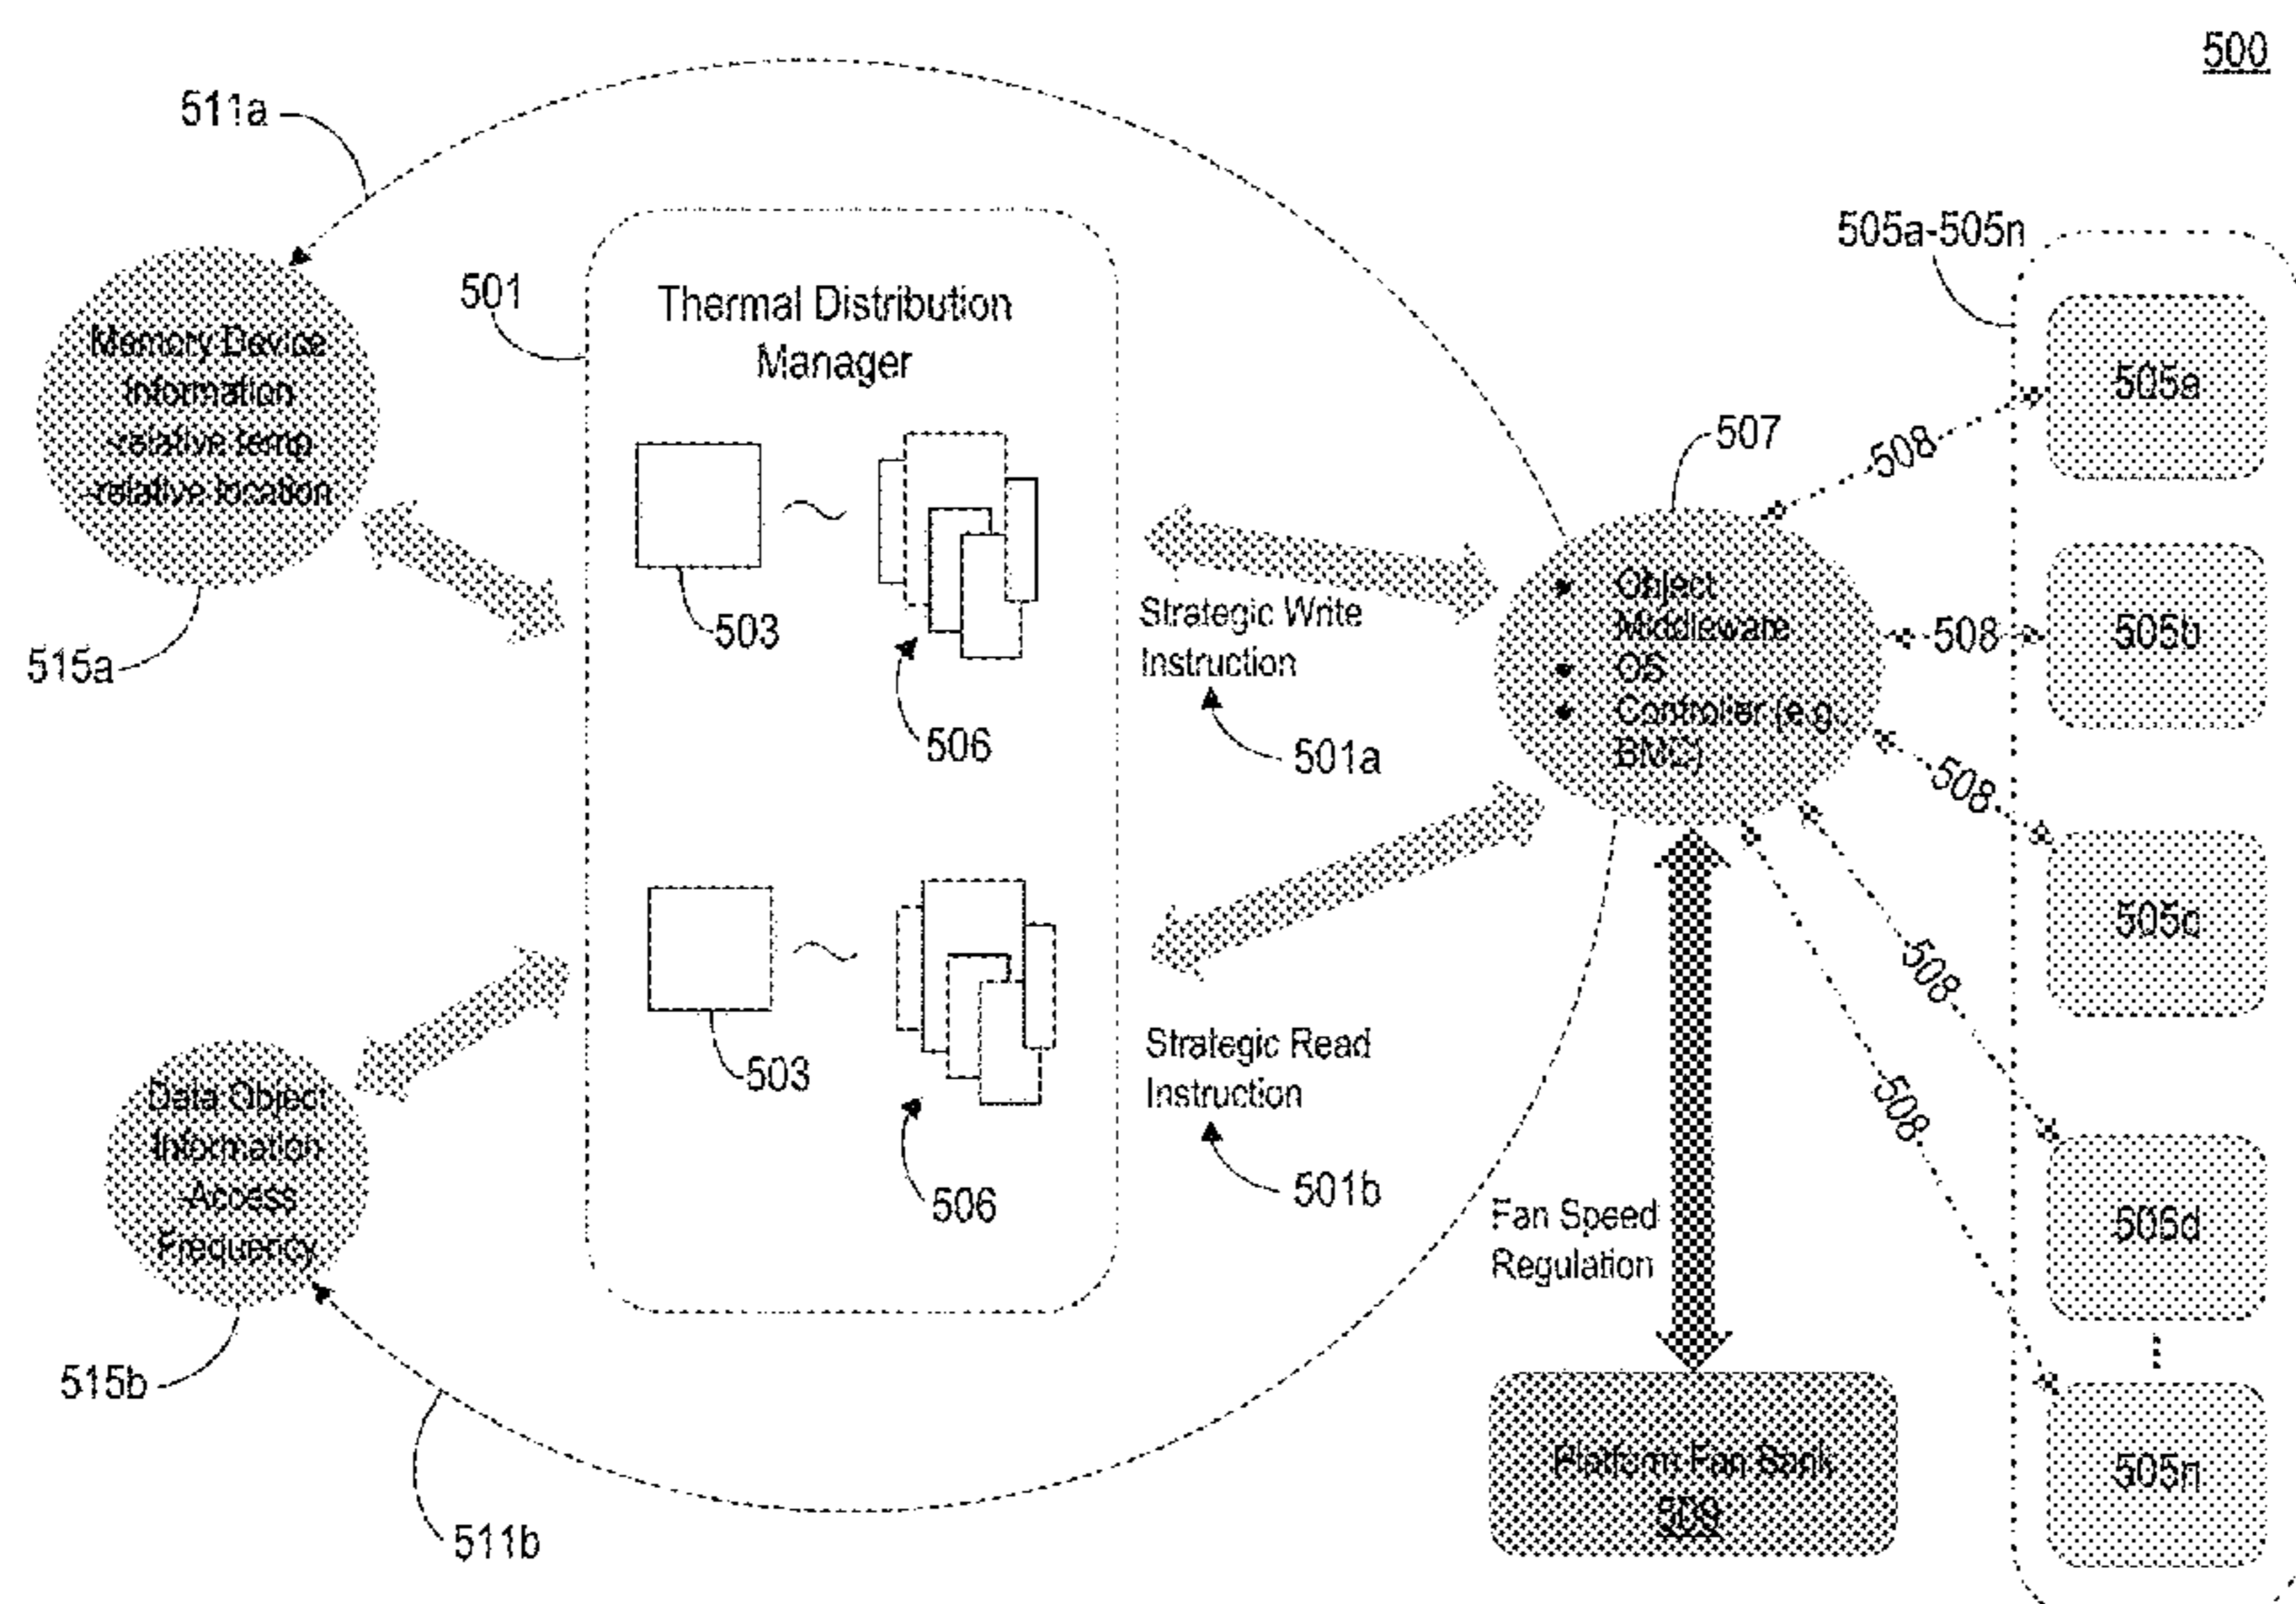 500
511a
505a-505n
501
Thermal Distribution
Manager
Memory Device
Information
-relative temp
-relative location
515a
503
506
Strategic Write
Instruction
501a
507
• Object
Middleware
• OS
• Controller (e.g.
BMC)
508
508
508
508
508
505a
505b
505c
505d
505n
Data Object
Information
-Access
Frequency
515b
503
506
Strategic Read
Instruction
501b
Fan Speed
Regulation
Platform Fan Bank
509
511b